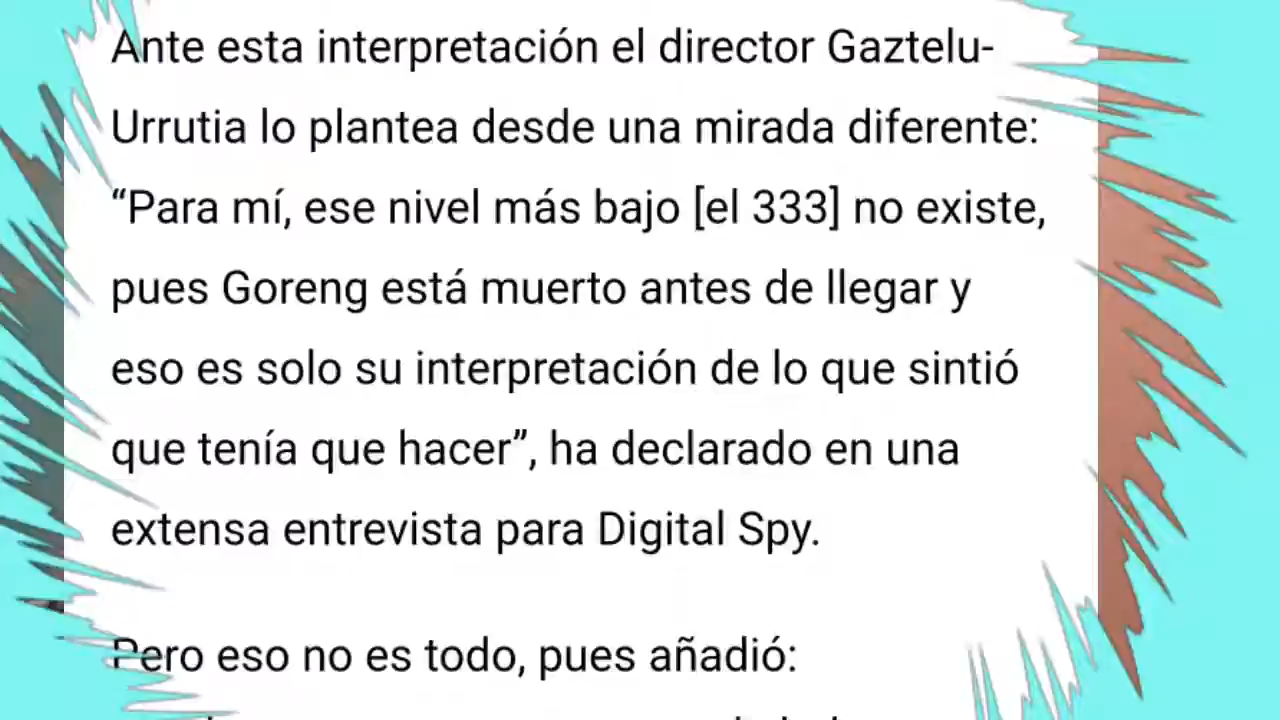 Ante esta interpretación el director Gaztelu-
Urrutia lo plantea desde una mirada diferente:
“Para mí, ese nivel más bajo [el 333] no existe,
pues Goreng está muerto antes de llegar y
eso es solo su interpretación de lo que sintió
que tenía que hacer”, ha declarado en una
extensa entrevista para Digital Spy.
Pero eso no es todo, pues añadió: